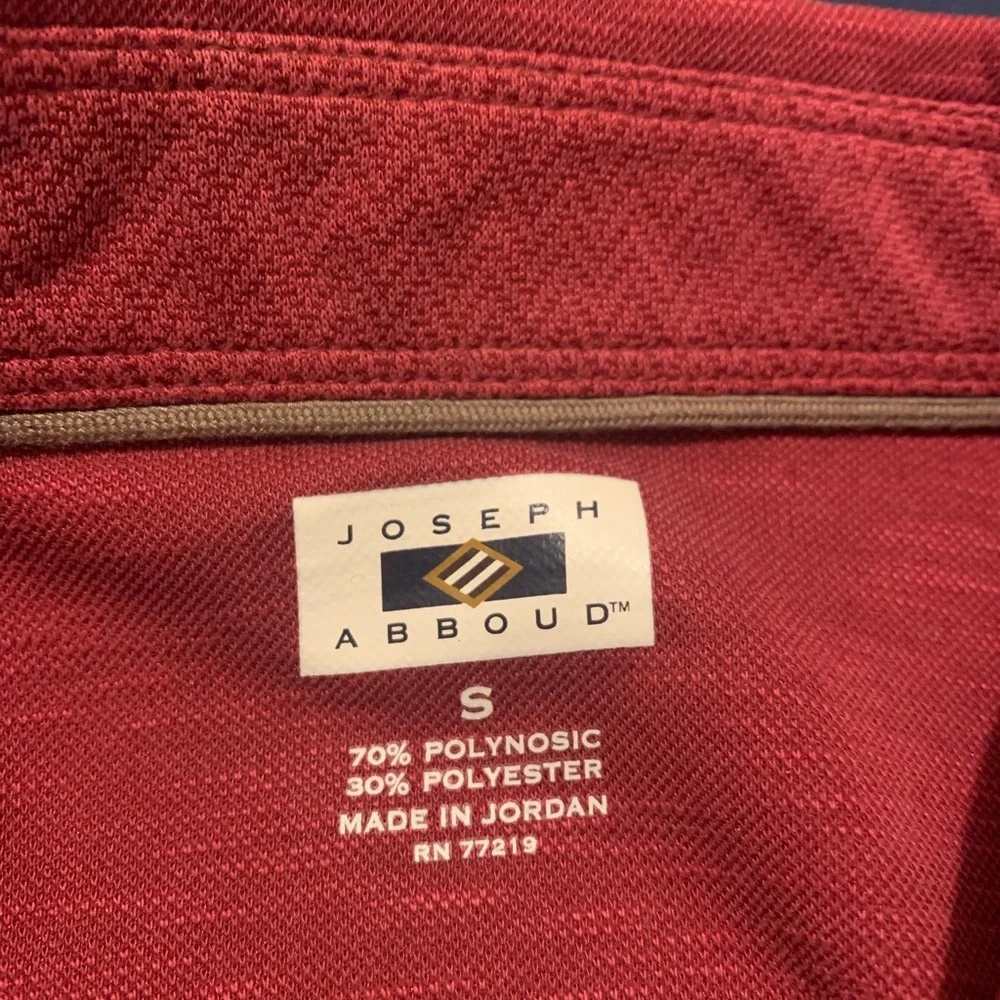 JOSEPH
ABBOUD™
S
70% POLYNOSIC
30% POLYESTER
MADE IN JORDAN
RN 77219